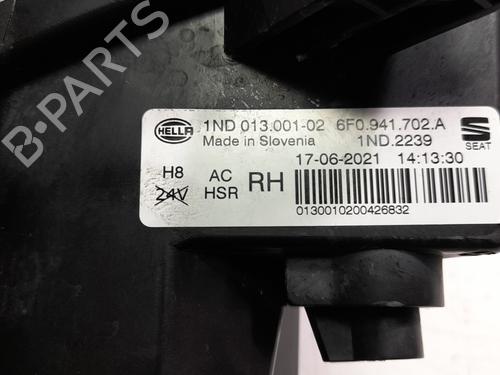 HELLA 1ND 013.001-02 6F0.941.702.A
Made in Slovenia 1ND.2239 SEAT
17-06-2021 14:13:30
H8 AC RH
24V HSR
0130010200426832
B-PARTS